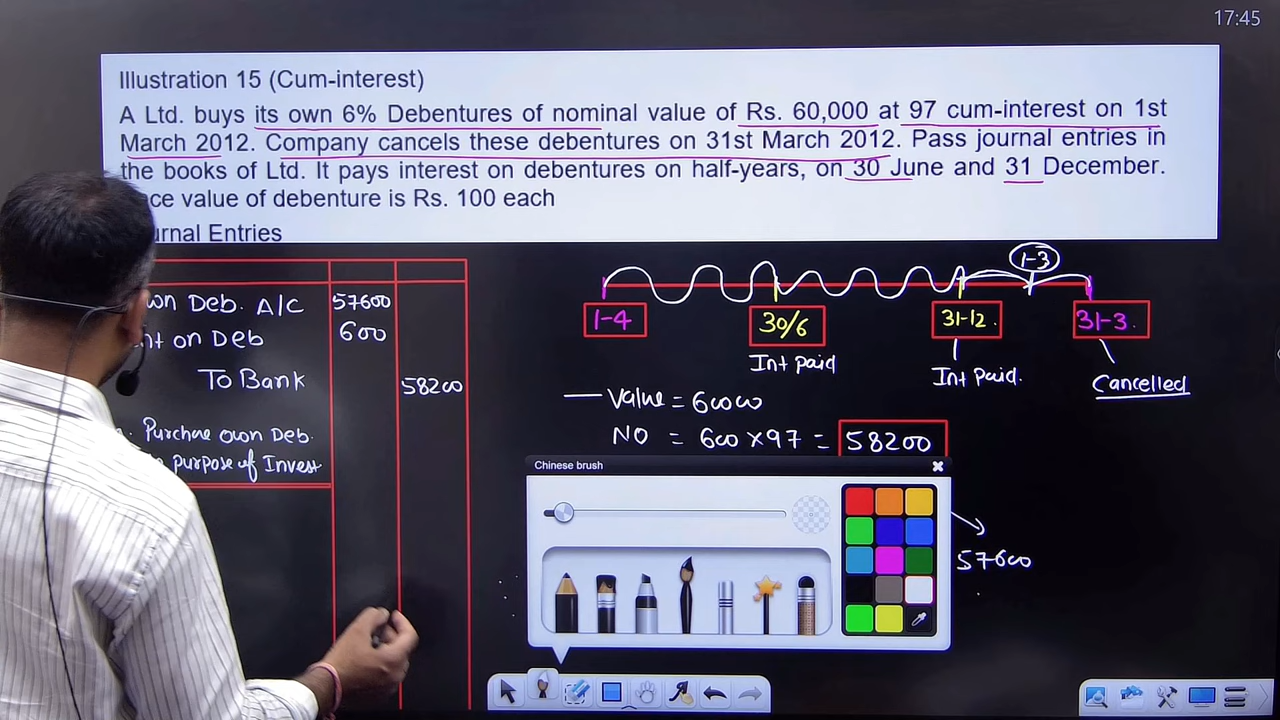 17:45
Illustration 15 (Cum-interest)
A Ltd. buys its own 6% Debentures of nominal value of Rs. 60,000 at 97 cum-interest on 1st
March 2012. Company cancels these debentures on 31st March 2012. Pass journal entries in
the books of Ltd. It pays interest on debentures on half-years, on 30 June and 31 December.
ce value of debenture is Rs. 100 each
urnal Entries
wn Deb. A/C 57600
nt on Deb 600
To Bank 58200
Purchase own Deb.
purpose of Invest
1-3
1-4 30/6 31-12. 31-3.
Int paid Int Paid. Cancelled
Value = 60000
NO = 600 × 97 = 58200
Chinese brush
57600